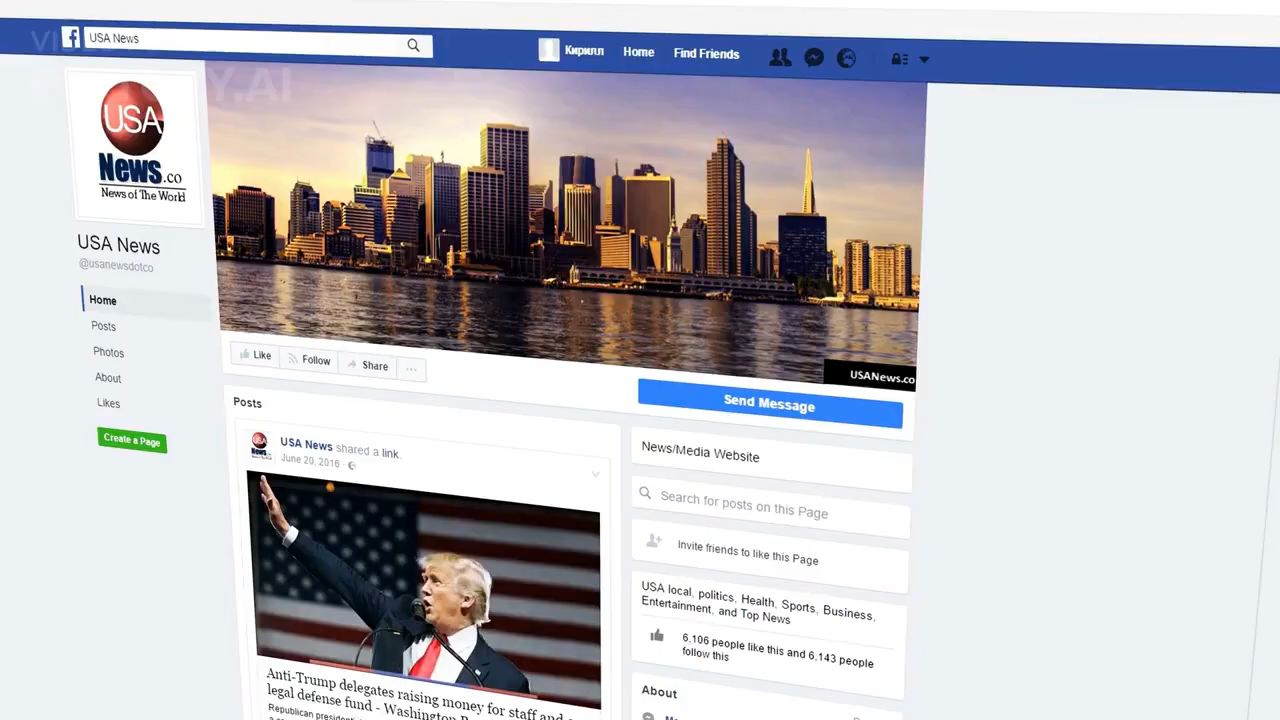 USA News
Кирилл
Home
Find Friends
Y.AI
USA
News.co
News of The World
USA News
@usanewsdotco
Home
Posts
Photos
About
Likes
Create a Page
Like
Follow
Share
USANews.co
Send Message
Posts
USA News shared a link.
June 20, 2016
Anti-Trump delegates raising money for staff and
legal defense fund - Washington
Republican
News/Media Website
Search for posts on this Page
Invite friends to like this Page
USA local, politics, Health, Sports, Business,
Entertainment, and Top News
6,106 people like this and 6,143 people
follow this
About